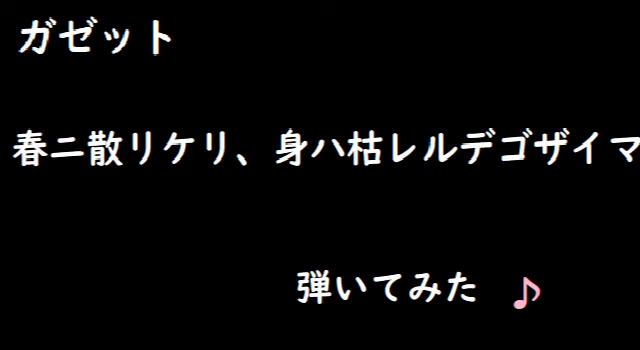 ガゼット
春ニ散リケリ、身ハ枯レルデゴザイマ
弾いてみた ♪